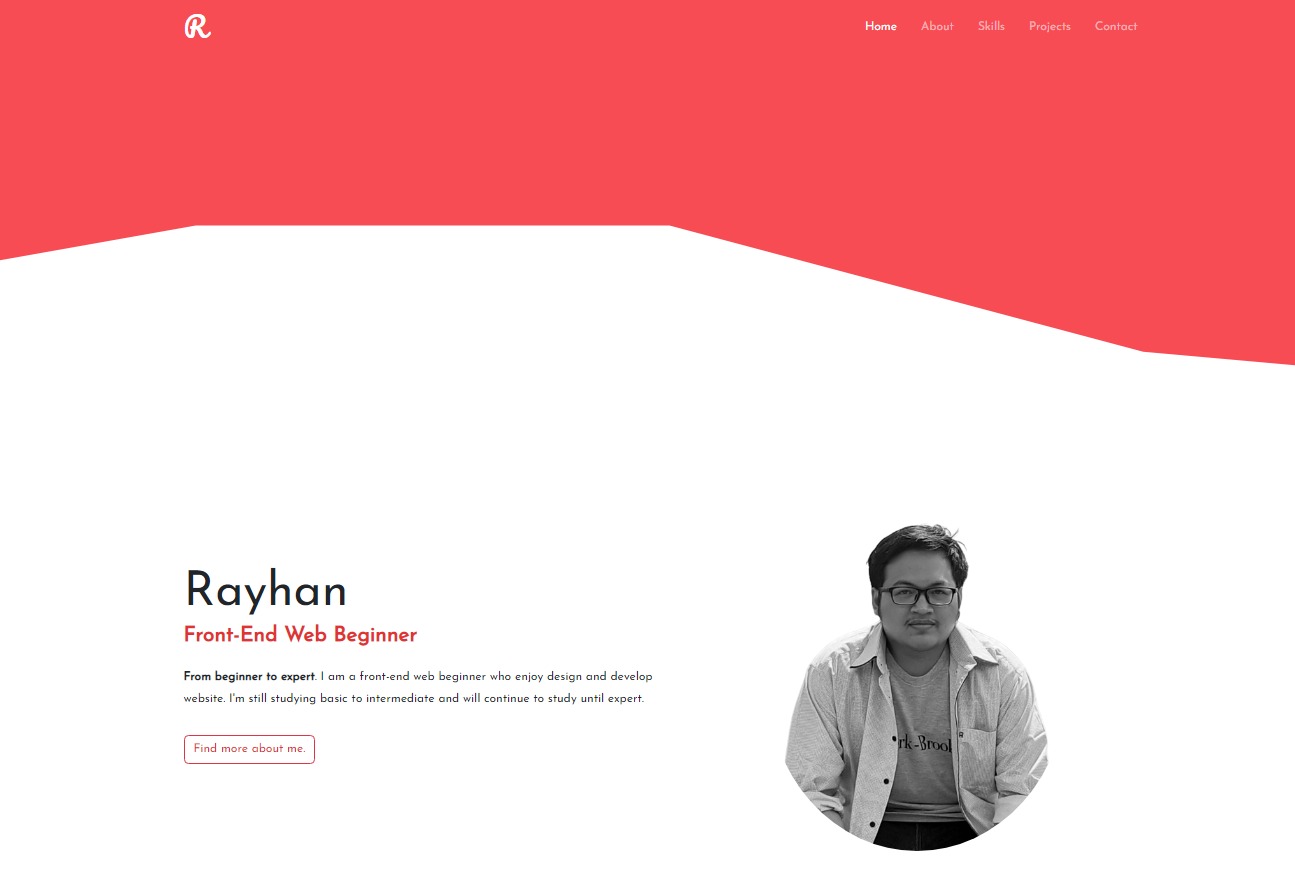 R
Home About Skills Projects Contact
Rayhan
Front-End Web Beginner
From beginner to expert. I am a front-end web beginner who enjoy design and develop
website. I'm still studying basic to intermediate and will continue to study until expert.
Find more about me.
rk-Brook